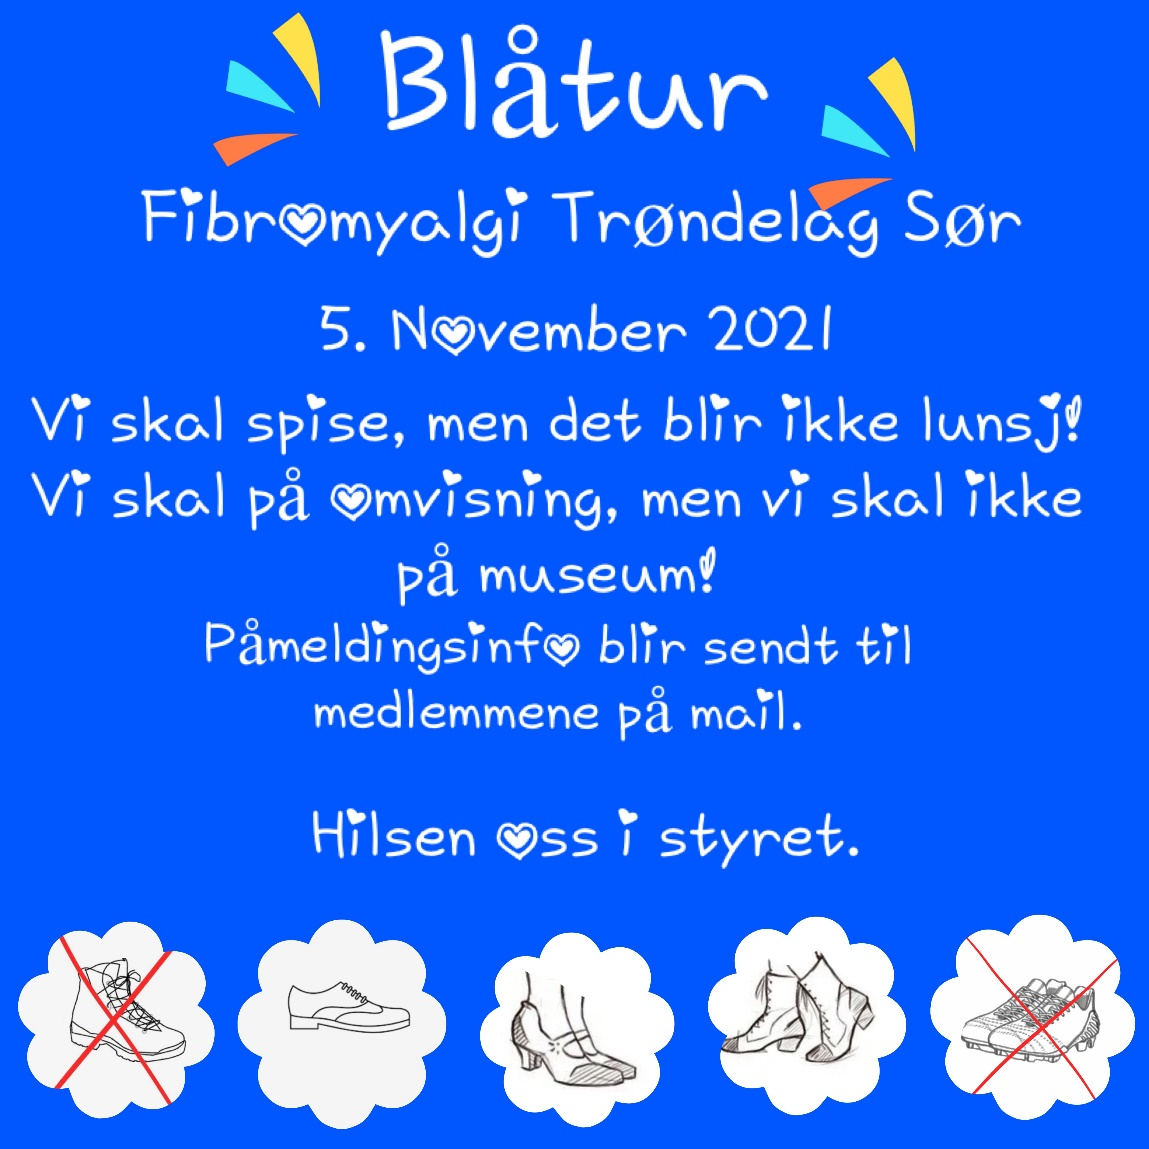 Blåtur
Fibromyalgi Trøndelag Sør
5. November 2021
Vi skal spise, men det blir ikke lunsj!
Vi skal på omvisning, men vi skal ikke
på museum!
Påmeldingsinfo blir sendt til
medlemmene på mail.
Hilsen oss i styret.